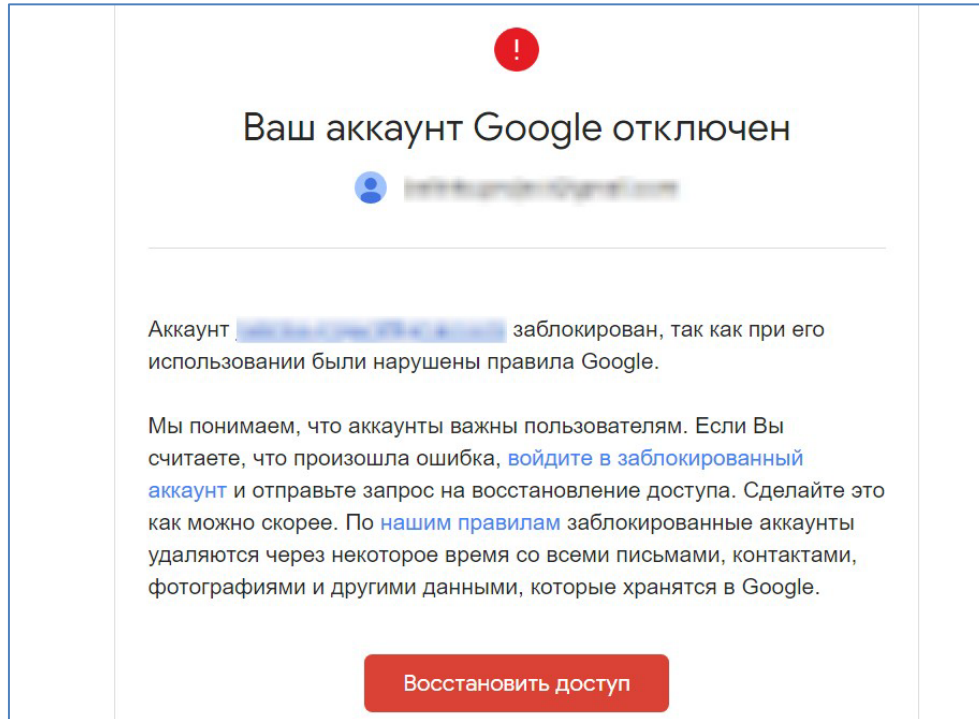 !
Ваш аккаунт Google отключен
Аккаунт заблокирован, так как при его
использовании были нарушены правила Google.
Мы понимаем, что аккаунты важны пользователям. Если Вы
считаете, что произошла ошибка, войдите в заблокированный
аккаунт и отправьте запрос на восстановление доступа. Сделайте это
как можно скорее. По нашим правилам заблокированные аккаунты
удаляются через некоторое время со всеми письмами, контактами,
фотографиями и другими данными, которые хранятся в Google.
Восстановить доступ